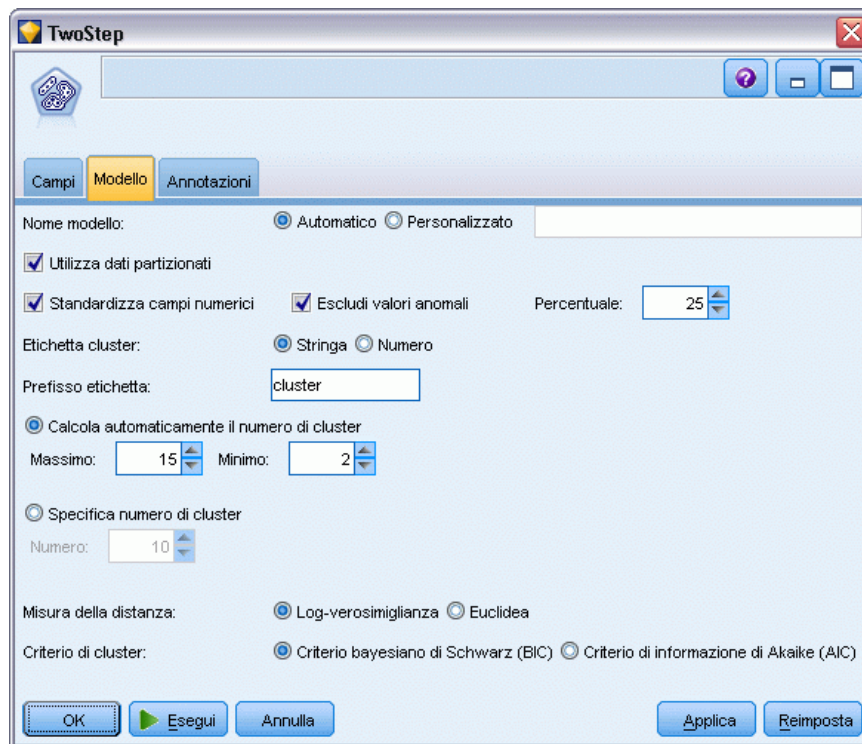 TwoStep
Campi Modello Annotazioni
Nome modello: Automatico Personalizzato
Utilizza dati partizionati
Standardizza campi numerici Escludi valori anomali Percentuale: 25
Etichetta cluster: Stringa Numero
Prefisso etichetta: cluster
Calcola automaticamente il numero di cluster
Massimo: 15 Minimo: 2
Specifica numero di cluster
Numero: 10
Misura della distanza: Log-verosimiglianza Euclidea
Criterio di cluster: Criterio bayesiano di Schwarz (BIC) Criterio di informazione di Akaike (AIC)
OK Esegui Annulla Applica Reimposta